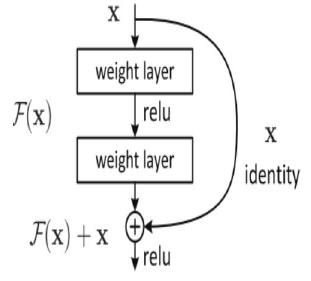 x
weight layer
relu
F(x)
x
weight layer
identity
F(x) + x
relu